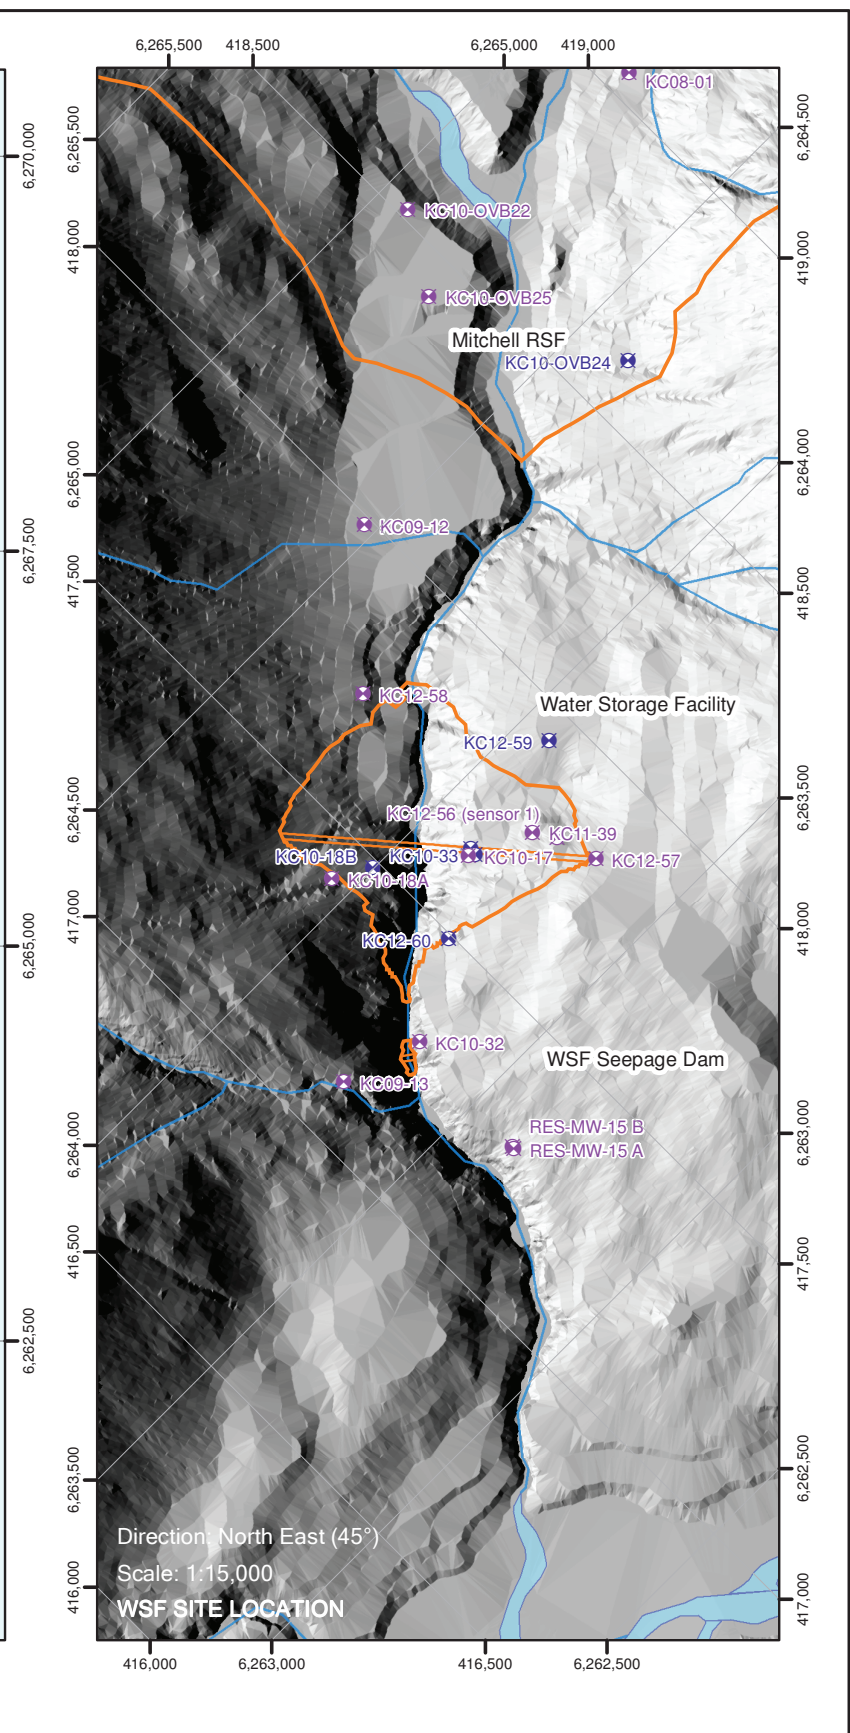 6,265,500 418,500 6,265,000 419,000
KC08-01
6,270,000
6,265,500
6,264,500
KC10-OVB22
418,000
419,000
KC10-OVB25
Mitchell RSF
KC10-OVB24
6,265,000
6,264,000
KC09-12
6,267,500
417,500
418,500
KC12-58
Water Storage Facility
KC12-59
6,264,500
6,263,500
KC12-56 (sensor 1)
KC11-39
KC10-18B KC10-33 KC10-17 KC12-57
KC10-18A
417,000
418,000
KC12-60
6,265,000
KC10-32
WSF Seepage Dam
KC09-13
RES-MW-15 B
RES-MW-15 A
6,264,000
6,263,000
416,500
417,500
6,262,500
6,263,500
6,262,500
Direction: North East (45°)
Scale: 1:15,000
WSF SITE LOCATION
416,000
417,000
416,000 6,263,000 416,500 6,262,500